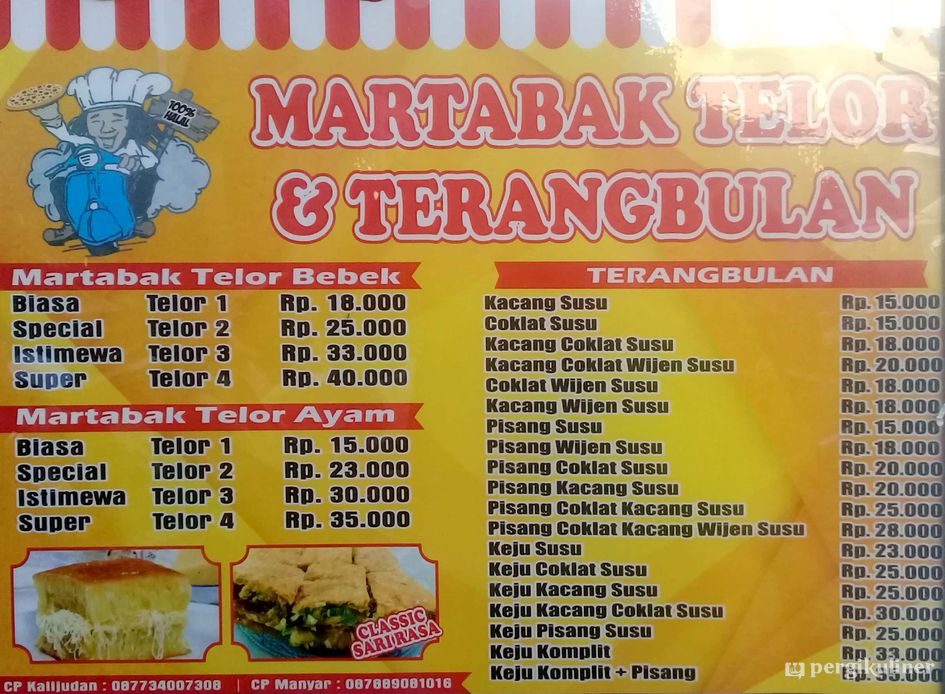 100% HALAL
MARTABAK TELOR
& TERANGBULAN
Martabak Telor Bebek
Biasa Telor 1 Rp. 18.000
Special Telor 2 Rp. 25.000
Istimewa Telor 3 Rp. 33.000
Super Telor 4 Rp. 40.000
Martabak Telor Ayam
Biasa Telor 1 Rp. 15.000
Special Telor 2 Rp. 23.000
Istimewa Telor 3 Rp. 30.000
Super Telor 4 Rp. 35.000
CLASSIC
SARI RASA
CP Kalijudan : 087734007308 | CP Manyar : 087889081016
TERANGBULAN
Kacang Susu Rp. 15.000
Coklat Susu Rp. 15.000
Kacang Coklat Susu Rp. 18.000
Kacang Coklat Wijen Susu Rp. 20.000
Coklat Wijen Susu Rp. 18.000
Kacang Wijen Susu Rp. 18.000
Pisang Susu Rp. 15.000
Pisang Wijen Susu Rp. 18.000
Pisang Coklat Susu Rp. 20.000
Pisang Kacang Susu Rp. 20.000
Pisang Coklat Kacang Susu Rp. 25.000
Pisang Coklat Kacang Wijen Susu Rp. 28.000
Keju Susu Rp. 23.000
Keju Coklat Susu Rp. 25.000
Keju Kacang Susu Rp. 25.000
Keju Kacang Coklat Susu Rp. 30.000
Keju Pisang Susu Rp. 25.000
Keju Komplit Rp. 33.000
Keju Komplit + Pisang Rp. 35.000
pergikuliner